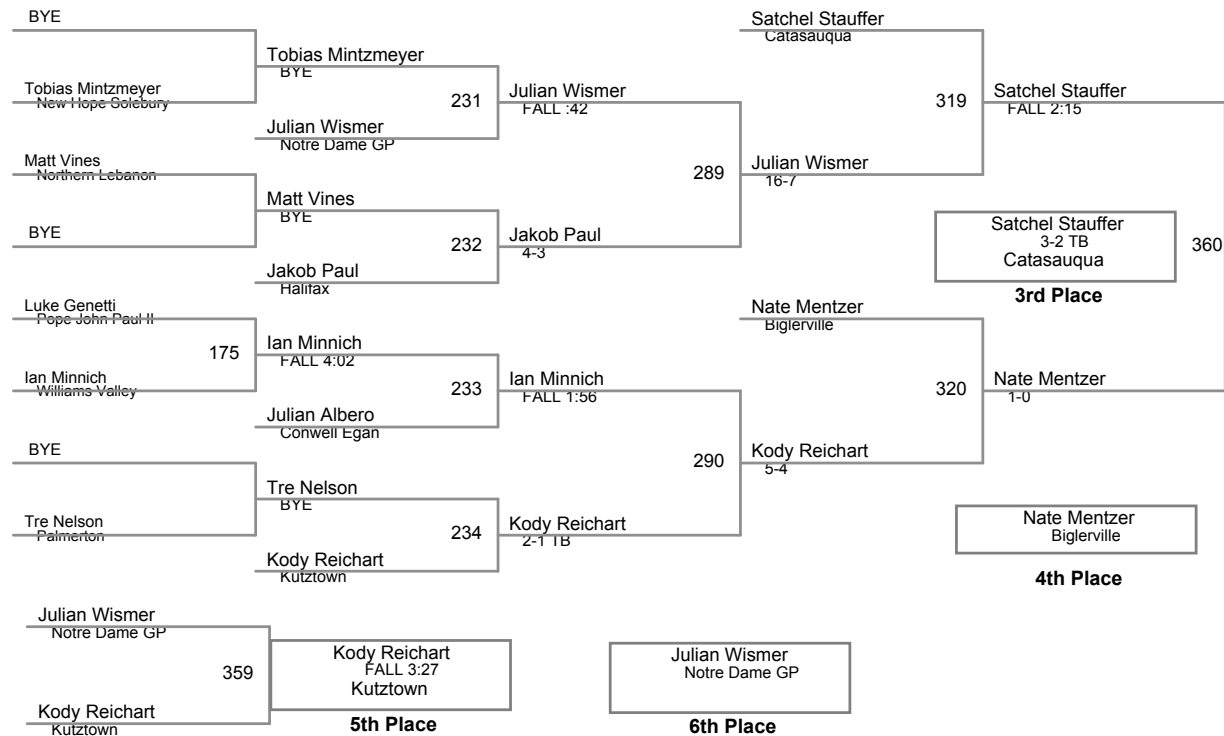 BYE
Tobias Mintzmeyer
New Hope Solebury
Matt Vines
Northern Lebanon
BYE
Luke Genetti
Pope John Paul II
175
Ian Minnich
Williams Valley
BYE
Tre Nelson
Palmerton
Tobias Mintzmeyer
BYE
231
Julian Wismer
Notre Dame GP
Matt Vines
BYE
232
Jakob Paul
Halifax
Ian Minnich
FALL 4:02
233
Julian Albero
Conwell Egan
Tre Nelson
BYE
234
Kody Reichart
Kutztown
Julian Wismer
FALL :42
289
Jakob Paul
4-3
Ian Minnich
FALL 1:56
290
Kody Reichart
2-1 TB
Satchel Stauffer
Catasauqua
319
Julian Wismer
16-7
Nate Mentzer
Biglerville
320
Kody Reichart
5-4
Satchel Stauffer
FALL 2:15
360
Nate Mentzer
1-0
Satchel Stauffer
3-2 TB
Catasauqua
3rd Place
Nate Mentzer
Biglerville
4th Place
Julian Wismer
Notre Dame GP
359
Kody Reichart
Kutztown
Kody Reichart
FALL 3:27
Kutztown
5th Place
Julian Wismer
Notre Dame GP
6th Place